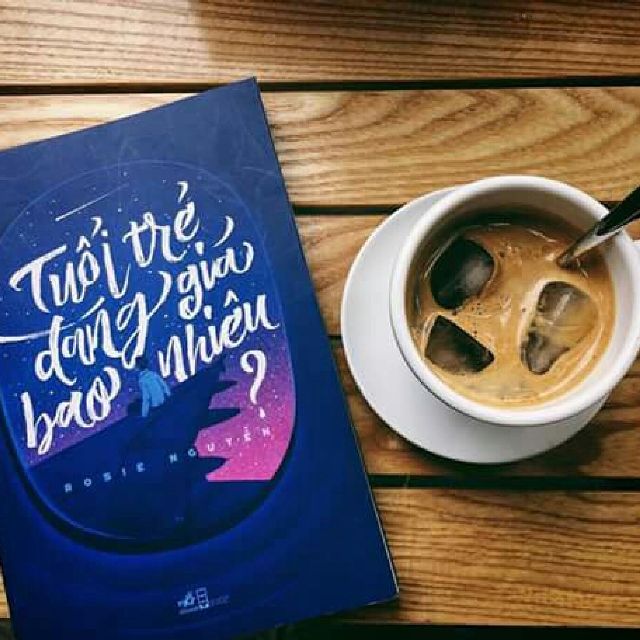 Tuổi trẻ
đáng giá
bao nhiêu
?
ROSIE NGUYỄN